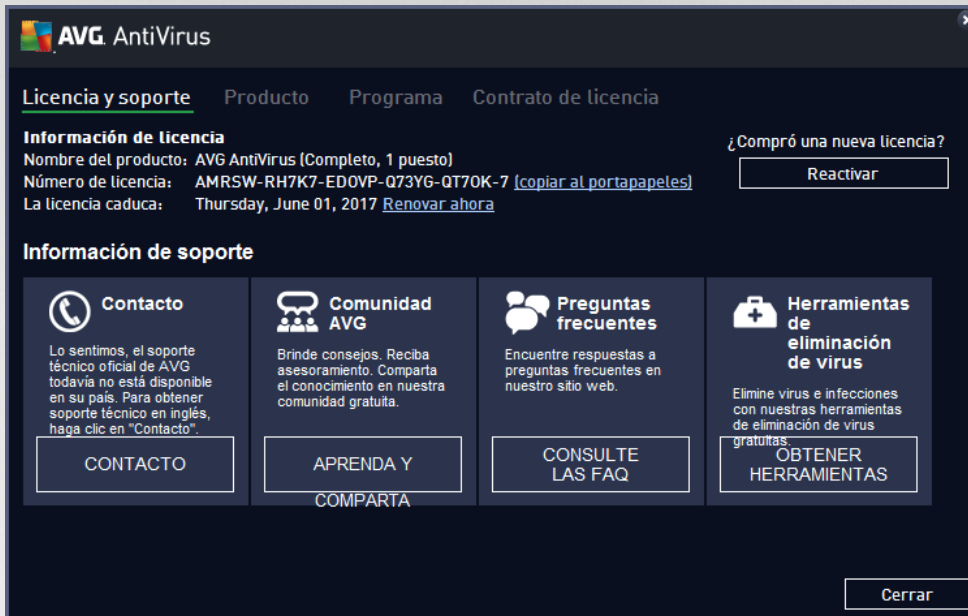 AVG AntiVirus
Licencia y soporte Producto Programa Contrato de licencia
Información de licencia
Nombre del producto: AVG AntiVirus (Completo, 1 puesto)
Número de licencia: AMRSW-RH7K7-EDOVP-Q73YG-QT7OK-7 (copiar al portapapeles)
La licencia caduca: Thursday, June 01, 2017 Renovar ahora
¿Compró una nueva licencia?
Reactivar
Información de soporte
Contacto
Lo sentimos, el soporte
técnico oficial de AVG
todavía no está disponible
en su país. Para obtener
soporte técnico en inglés,
haga clic en "Contacto".
CONTACTO
Comunidad
AVG
Brinde consejos. Reciba
asesoramiento. Comparta
el conocimiento en nuestra
comunidad gratuita.
APRENDA Y
COMPARTA
Preguntas
frecuentes
Encuentre respuestas a
preguntas frecuentes en
nuestro sitio web.
CONSULTE
LAS FAQ
Herramientas
de
eliminación
de virus
Elimine virus e infecciones
con nuestras herramientas
de eliminación de virus
gratuitas.
OBTENER
HERRAMIENTAS
Cerrar